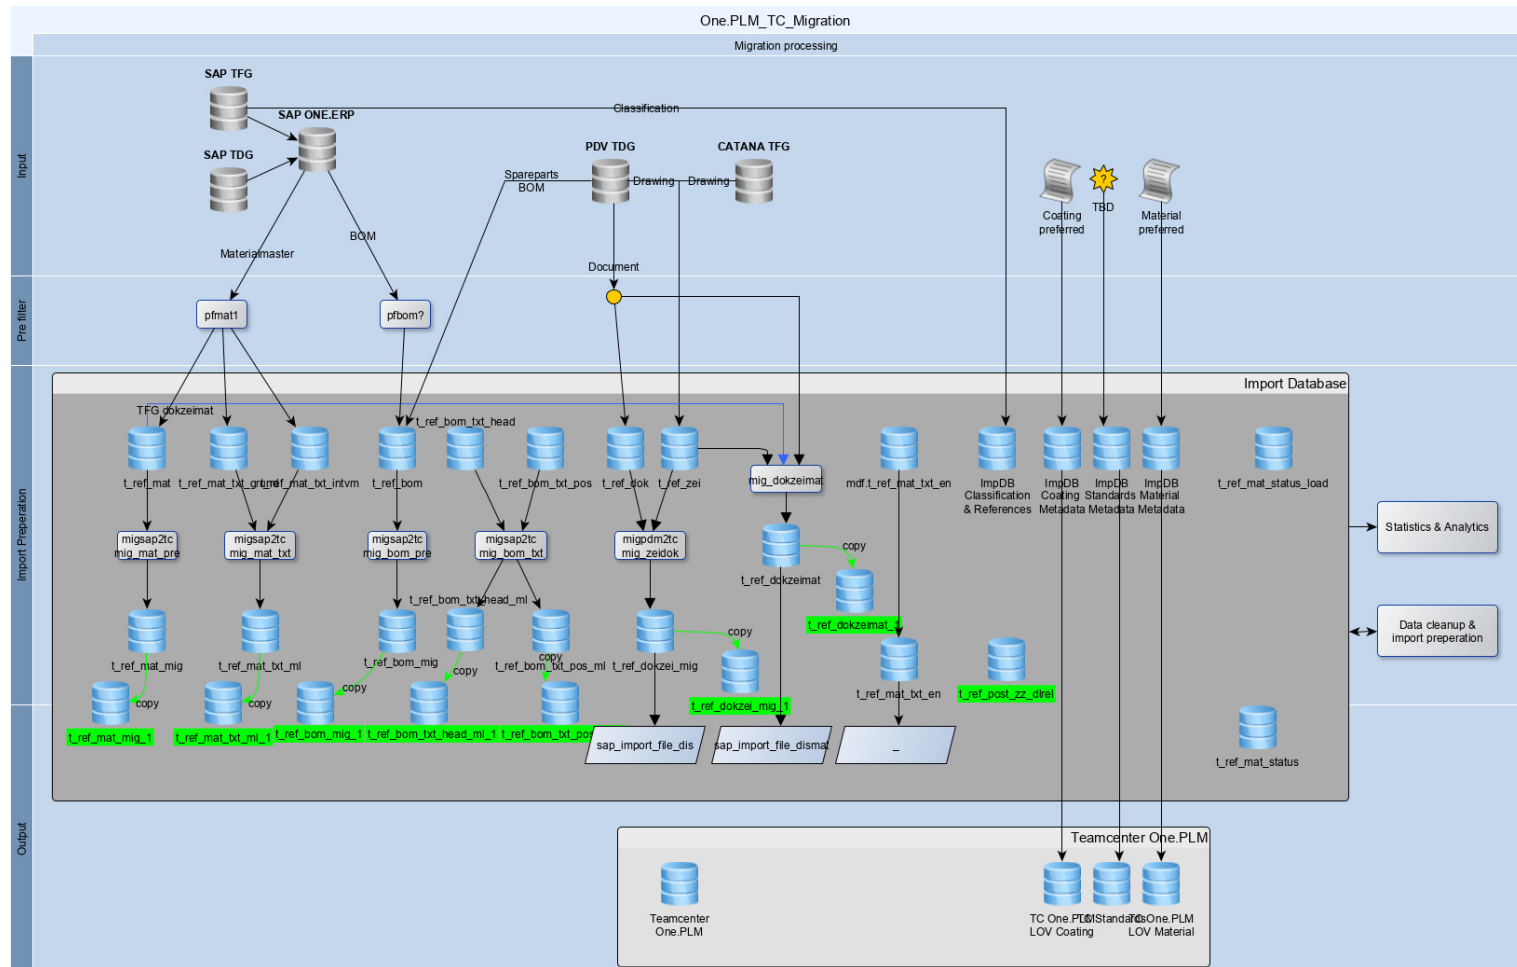 One.PLM_TC_Migration
Migration processing
Input
SAP TFG
SAP ONE.ERP
SAP TDG
Classification
PDV TDG
CATANA TFG
Spareparts
BOM
Drawing
Drawing
Coating
preferred
?
TBD
Material
preferred
BOM
Materialmaster
Document
Pre filter
pfmat1
pfbom?
Import Preperation
Import Database
TFG dokzeimat
t_ref_bom_txt_head
t_ref_mat
t_ref_mat_txt_grund
t_ref_mat_txt_intvm
t_ref_bom
t_ref_bom_txt_pos
t_ref_dok
t_ref_zei
mig_dokzeimat
mdf.t_ref_mat_txt_en
ImpDB
Classification
& References
ImpDB
Coating
Metadata
ImpDB
Standards
Metadata
ImpDB
Material
Metadata
t_ref_mat_status_load
Statistics & Analytics
migsap2tc
mig_mat_pre
migsap2tc
mig_mat_txt
migsap2tc
mig_bom_pre
migsap2tc
mig_bom_txt
migpdm2tc
mig_zeidok
copy
t_ref_dokzeimat
t_ref_bom_txt_head_ml
t_ref_dokzeimat_1
Data cleanup &
import preperation
copy
t_ref_mat_mig
t_ref_mat_txt_ml
t_ref_bom_mig
copy
t_ref_bom_txt_pos_ml
t_ref_dokzei_mig
copy
copy
copy
copy
t_ref_mat_txt_en
t_ref_post_zz_dlrel
t_ref_dokzei_mig_1
t_ref_mat_mig_1
t_ref_mat_txt_ml_1
t_ref_bom_mig_1
t_ref_bom_txt_head_ml_1
t_ref_bom_txt_pos
sap_import_file_dis
sap_import_file_dismat
_
t_ref_mat_status
Output
Teamcenter One.PLM
Teamcenter
One.PLM
TC One.PLM
LOV Coating
TC Standards
TC One.PLM
LOV Material